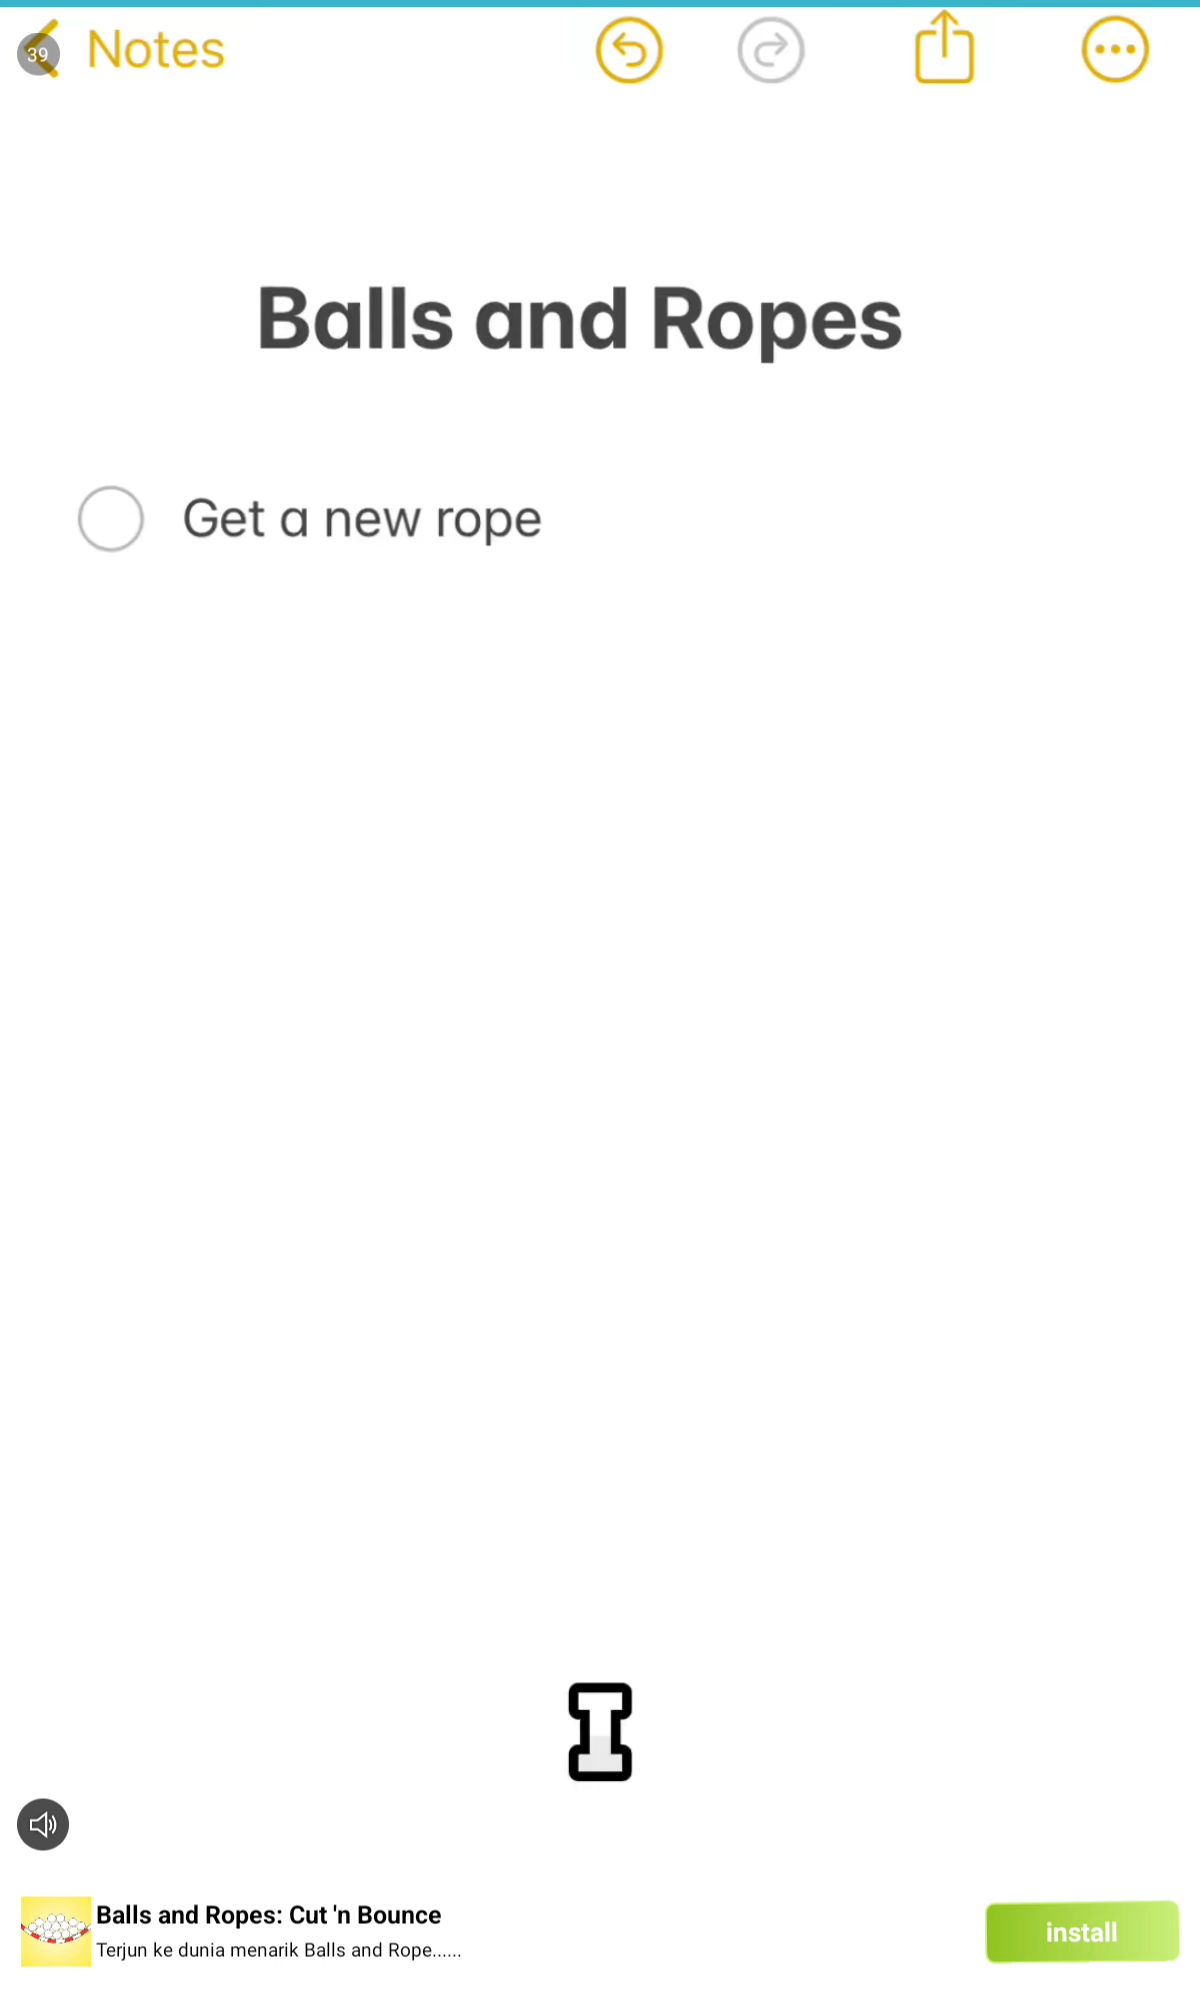 39
Notes
Balls and Ropes
Get a new rope
I
Balls and Ropes: Cut 'n Bounce
Terjun ke dunia menarik Balls and Rope......
install